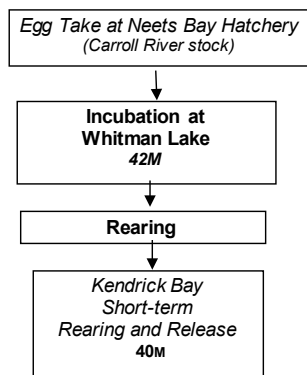 Egg Take at Neets Bay Hatchery
(Carroll River stock)
Incubation at
Whitman Lake
42M
Rearing
Kendrick Bay
Short-term
Rearing and Release
40M